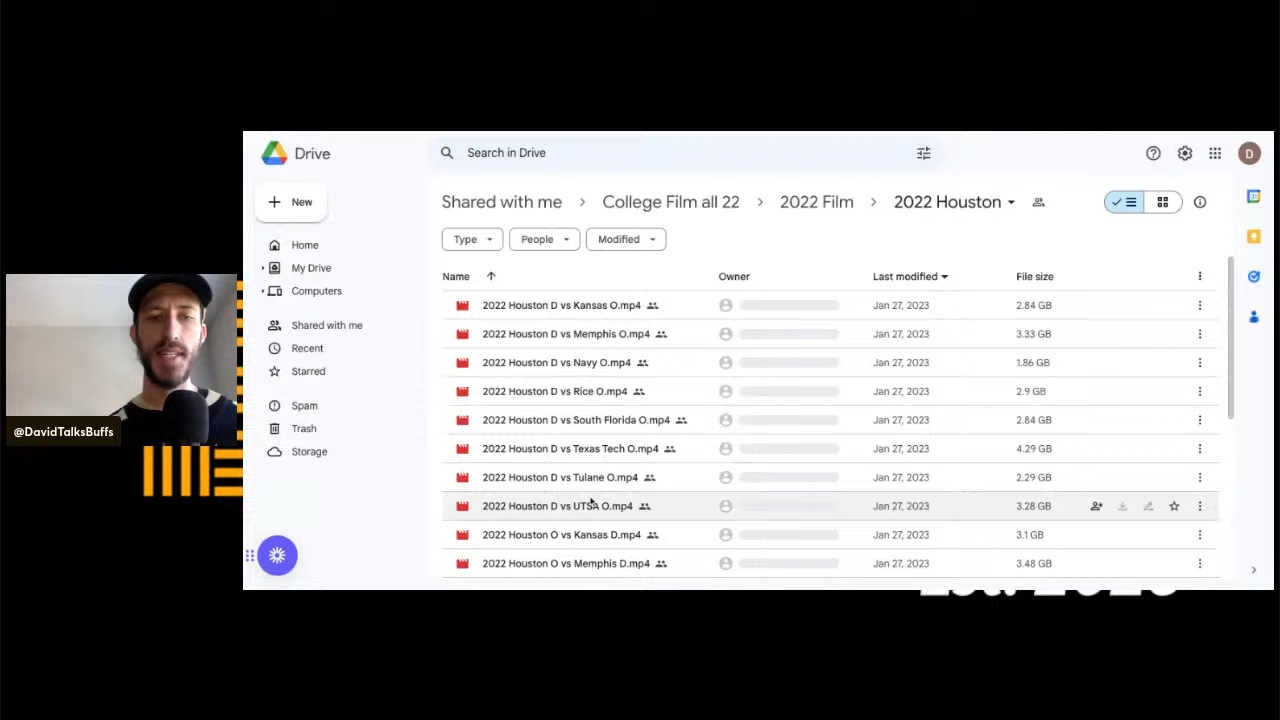 Drive
Search in Drive
D
New
Shared with me > College Film all 22 > 2022 Film > 2022 Houston
Type People Modified
Home
My Drive
Computers
Shared with me
Recent
Starred
Spam
Trash
Storage
Name Owner Last modified File size
2022 Houston D vs Kansas O.mp4 Jan 27, 2023 2.84 GB
2022 Houston D vs Memphis O.mp4 Jan 27, 2023 3.33 GB
2022 Houston D vs Navy O.mp4 Jan 27, 2023 1.86 GB
2022 Houston D vs Rice O.mp4 Jan 27, 2023 2.9 GB
2022 Houston D vs South Florida O.mp4 Jan 27, 2023 2.84 GB
2022 Houston D vs Texas Tech O.mp4 Jan 27, 2023 4.29 GB
2022 Houston D vs Tulane O.mp4 Jan 27, 2023 2.29 GB
2022 Houston D vs UTSA O.mp4 Jan 27, 2023 3.28 GB
2022 Houston O vs Kansas D.mp4 Jan 27, 2023 3.1 GB
2022 Houston O vs Memphis D.mp4 Jan 27, 2023 3.48 GB
@DavidTalksBuffs